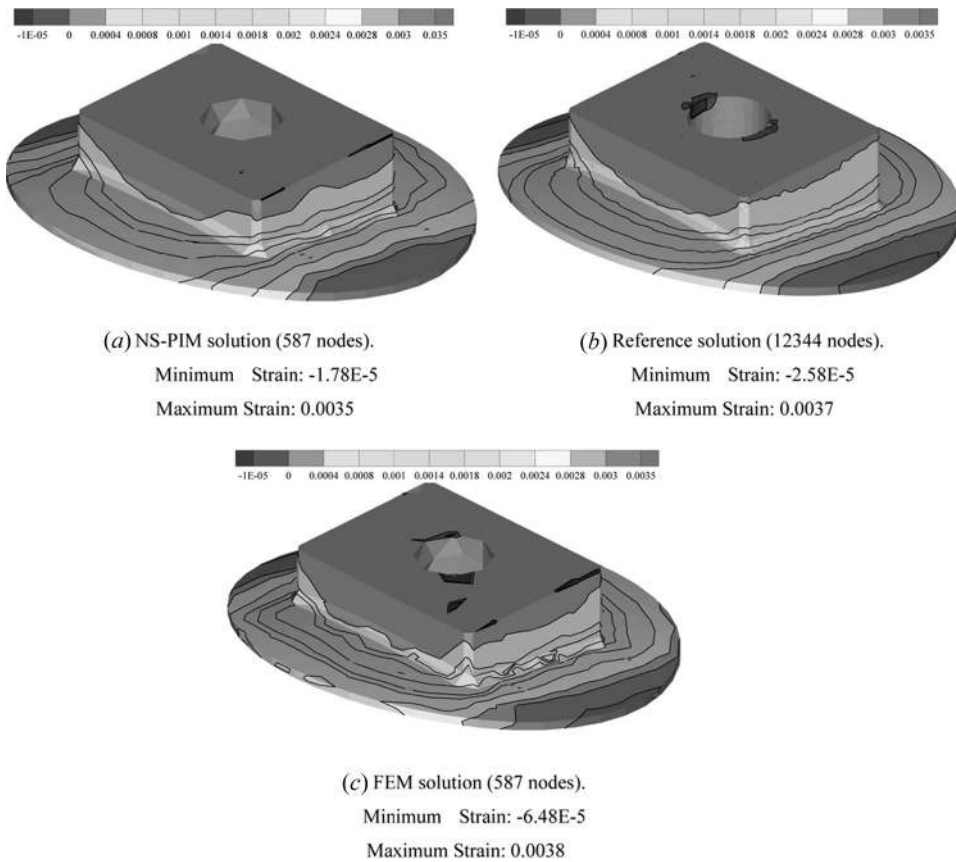 -1E-05 0 0.0004 0.0008 0.001 0.0014 0.0018 0.002 0.0024 0.0028 0.003 0.035
-1E-05 0 0.0004 0.0008 0.001 0.0014 0.0018 0.002 0.0024 0.0028 0.003 0.0035
(a) NS-PIM solution (587 nodes).
Minimum Strain: -1.78E-5
Maximum Strain: 0.0035
(b) Reference solution (12344 nodes).
Minimum Strain: -2.58E-5
Maximum Strain: 0.0037
-1E-05 0 0.0004 0.0008 0.001 0.0014 0.0018 0.002 0.0024 0.0028 0.003 0.0035
(c) FEM solution (587 nodes).
Minimum Strain: -6.48E-5
Maximum Strain: 0.0038